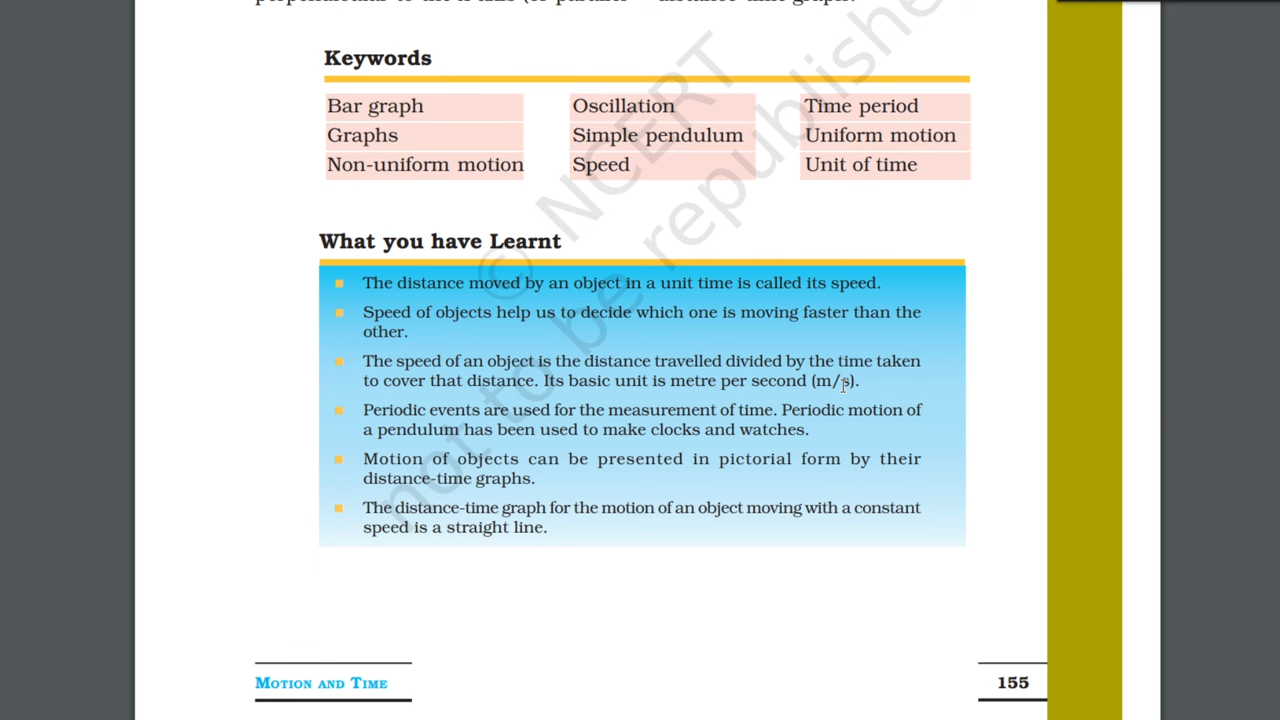 Keywords
Bar graph
Graphs
Non-uniform motion
Oscillation
Simple pendulum
Speed
Time period
Uniform motion
Unit of time
What you have Learnt
The distance moved by an object in a unit time is called its speed.
Speed of objects help us to decide which one is moving faster than the
other.
The speed of an object is the distance travelled divided by the time taken
to cover that distance. Its basic unit is metre per second (m/s).
Periodic events are used for the measurement of time. Periodic motion of
a pendulum has been used to make clocks and watches.
Motion of objects can be presented in pictorial form by their
distance-time graphs.
The distance-time graph for the motion of an object moving with a constant
speed is a straight line.
© NCERT
not to be republishe
MOTION AND TIME
155